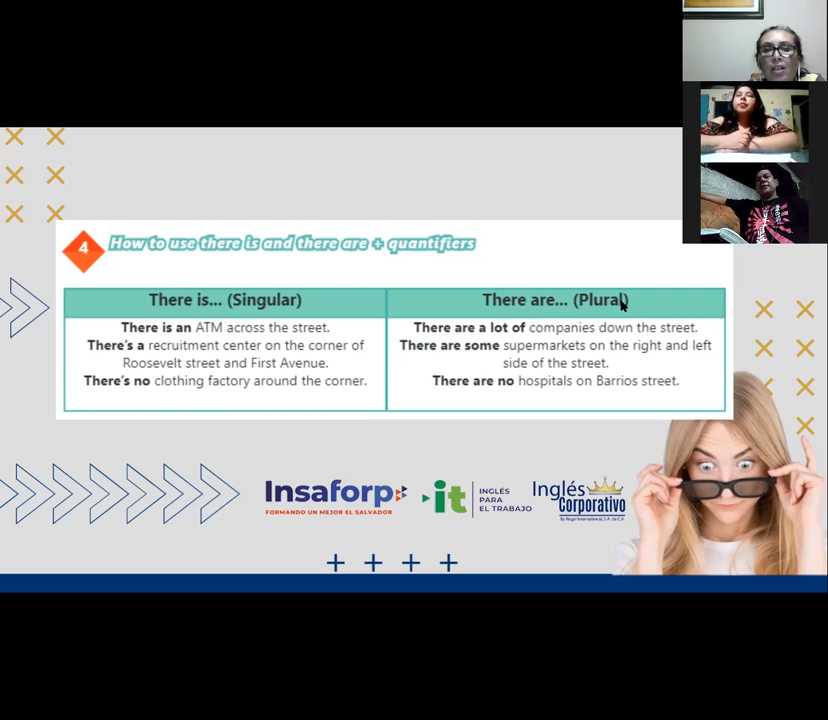 4
How to use there is and there are + quantifiers
There is... (Singular)
There is an ATM across the street.
There's a recruitment center on the corner of
Roosevelt street and First Avenue.
There's no clothing factory around the corner.
There are... (Plural)
There are a lot of companies down the street.
There are some supermarkets on the right and left
side of the street.
There are no hospitals on Barrios street.
Insaforp
FORMANDO UN MEJOR EL SALVADOR
it
INGLÉS
PARA
EL TRABAJO
Inglés
Corporativo
By Regal International, S.A. de C.V.